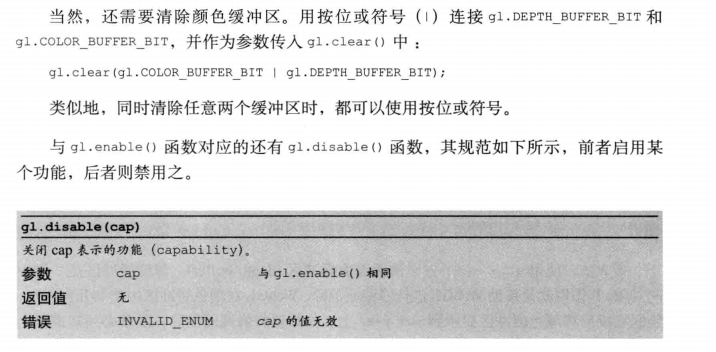 当然，还需要清除颜色缓冲区。用按位或符号（|）连接 gl.DEPTH_BUFFER_BIT 和
gl.COLOR_BUFFER_BIT，并作为参数传入 gl.clear() 中：
gl.clear(gl.COLOR_BUFFER_BIT | gl.DEPTH_BUFFER_BIT);
类似地，同时清除任意两个缓冲区时，都可以使用按位或符号。
与 gl.enable() 函数对应的还有 gl.disable() 函数，其规范如下所示，前者启用某
个功能，后者则禁用之。
gl.disable(cap)
关闭 cap 表示的功能（capability）。
参数 cap 与 gl.enable() 相同
返回值 无
错误 INVALID_ENUM cap 的值无效